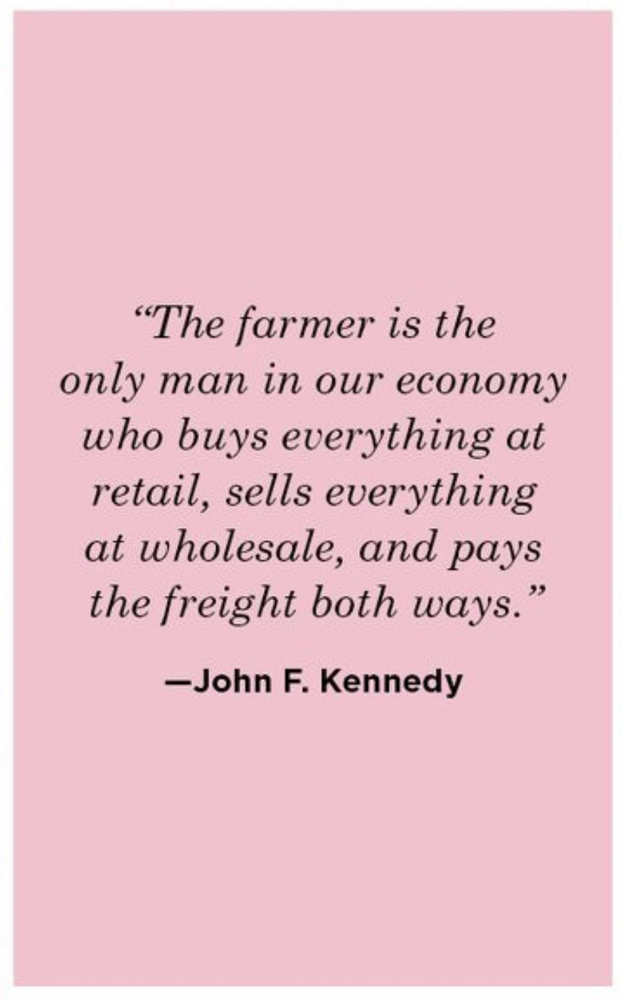 “The farmer is the
only man in our economy
who buys everything at
retail, sells everything
at wholesale, and pays
the freight both ways.”
—John F. Kennedy